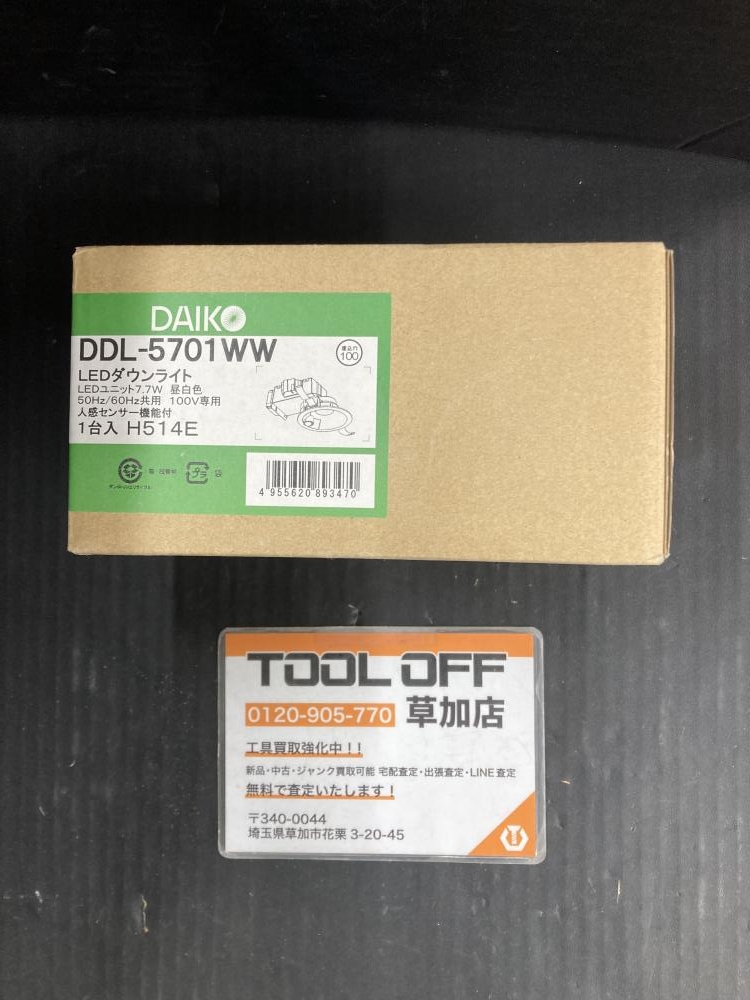 DAIKO
DDL-5701WW
埋込穴
100
LEDダウンライト
LEDユニット7.7W 昼白色
50Hz/60Hz共用 100V専用
人感センサー機能付
1台入 H514E
プラ
袋
4 955620 893470
TOOL OFF
0120-905-770 草加店
工具買取強化中!!
新品・中古・ジャンク買取可能 宅配査定・出張査定・LINE査定
無料で査定いたします!
〒340-0044
埼玉県草加市花栗 3-20-45